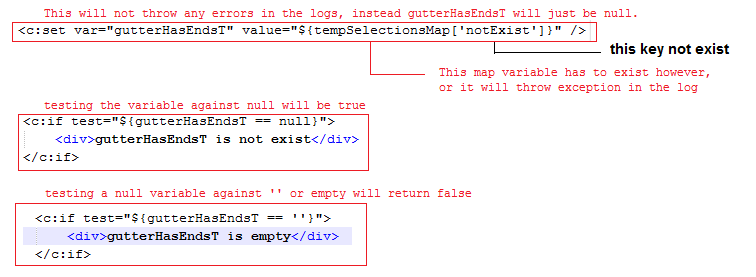 This will not throw any errors in the logs, instead gutterHasEndsT will just be null.
<c:set var="gutterHasEndsT" value="${tempSelectionsMap['notExist']}" />
this key not exist
This map variable has to exist however,
or it will throw exception in the log
testing the variable against null will be true
<c:if test="${gutterHasEndsT == null}">
<div>gutterHasEndsT is not exist</div>
</c:if>
testing a null variable against '' or empty will return false
<c:if test="${gutterHasEndsT == ''}">
<div>gutterHasEndsT is empty</div>
</c:if>